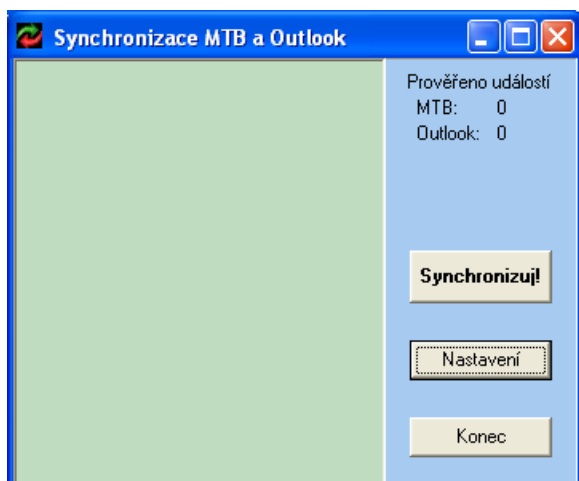 Synchronizace MTB a Outlook
Prověřeno událostí
MTB: 0
Outlook: 0
Synchronizuj!
Nastavení
Konec